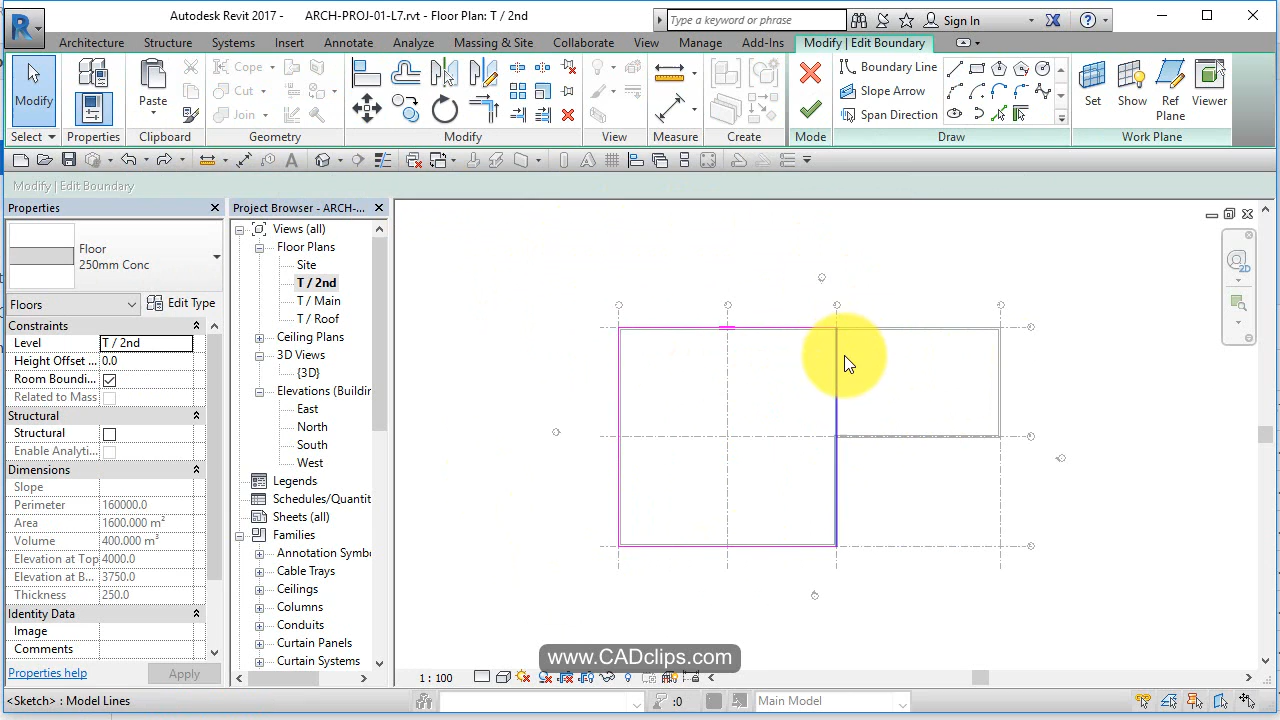 Autodesk Revit 2017 - ARCH-PROJ-01-L7.rvt - Floor Plan: T / 2nd
Type a keyword or phrase
Sign In
Architecture Structure Systems Insert Annotate Analyze Massing & Site Collaborate View Manage Add-Ins Modify | Edit Boundary
Modify
Paste
Cope
Cut
Join
Boundary Line
Slope Arrow
Span Direction
Set Show Ref Plane Viewer
Select Properties Clipboard Geometry Modify View Measure Create Mode Draw Work Plane
Modify | Edit Boundary
Properties
Floor
250mm Conc
Floors
Edit Type
Constraints
Level T / 2nd
Height Offset ... 0.0
Room Boundi...
Related to Mass
Structural
Structural
Enable Analyti...
Dimensions
Slope
Perimeter 160000.0
Area 1600.000 m²
Volume 400.000 m³
Elevation at Top 4000.0
Elevation at B... 3750.0
Thickness 250.0
Identity Data
Image
Comments
Properties help
Apply
Project Browser - ARCH-...
Views (all)
Floor Plans
Site
T / 2nd
T / Main
T / Roof
Ceiling Plans
3D Views
{3D}
Elevations (Buildin
East
North
South
West
Legends
Schedules/Quantit
Sheets (all)
Families
Annotation Symbo
Cable Trays
Ceilings
Columns
Conduits
Curtain Panels
Curtain Systems
2D
www.CADclips.com
1 : 100
<Sketch> : Model Lines
:0
Main Model